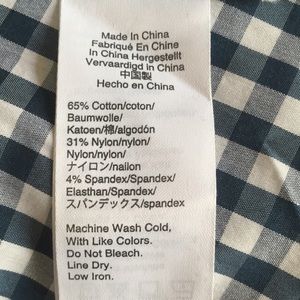 Made In China
Fabriqué En Chine
In China Hergestellt
Vervaardigd in China
中国製
Hecho en China
65% Cotton/coton/
Baumwolle/
Katoen/棉/algodón
31% Nylon/nylon/
Nylon/nylon/
ナイロン/nailon
4% Spandex/Spandex/
Elasthan/Spandex/
スパンデックス/spandex
Machine Wash Cold,
With Like Colors.
Do Not Bleach.
Line Dry.
Low Iron.